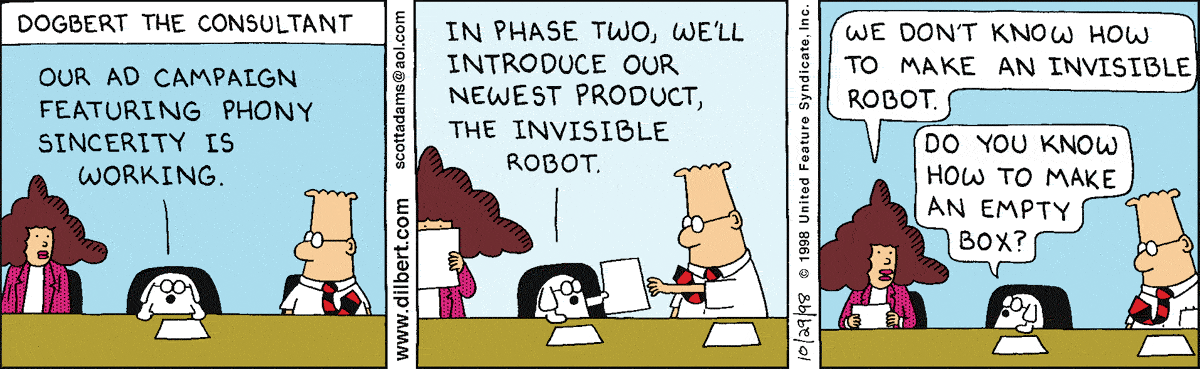 DOGBERT THE CONSULTANT
OUR AD CAMPAIGN
FEATURING PHONY
SINCERITY IS
WORKING.
www.dilbert.com
scottadams@aol.com
IN PHASE TWO, WE'LL
INTRODUCE OUR
NEWEST PRODUCT,
THE INVISIBLE
ROBOT.
10/29/98
© 1998 United Feature Syndicate, Inc.
WE DON'T KNOW HOW
TO MAKE AN INVISIBLE
ROBOT.
DO YOU KNOW
HOW TO MAKE
AN EMPTY
BOX?